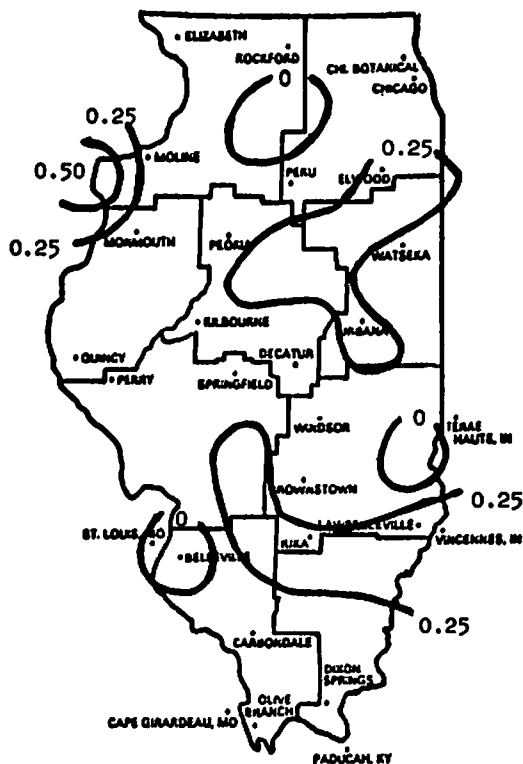 ELIZABETH
ROCKFORD
0
CHI. BOTANICAL
CHICAGO
0.25
MOLINE
0.50
0.25
PERU
ELWOOD
0.25
MONMOUTH
PEORIA
WATSEKA
KILBOURNE
URBANA
QUINCY
PERRY
DECATUR
SPRINGFIELD
WINDSOR
0
TERRE
HAUTE, IN
BROWNSTOWN
0.25
0
ST. LOUIS, MO
BELLEVILLE
IUKA
LAWRENCEVILLE
VINCENNES, IN
0.25
CARBONDALE
DIXON
SPRINGS
OLIVE
BRANCH
CAPE GIRARDEAU, MO
PADUCAH, KY